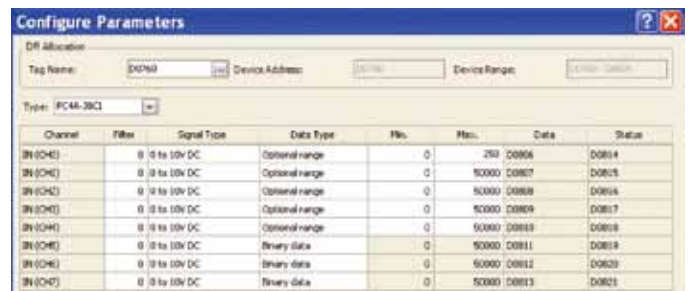 Configure Parameters
DR Allocation
Tag Name: D0760 Device Address: Device Range:
Type: FC4A-J8C1
Channel Filter Signal Type Data Type Min. Max. Data Status
IN (CH0) 0 0 to 10V DC Optional range 0 250 D0806 D0814
IN (CH1) 0 0 to 10V DC Optional range 0 50000 D0807 D0815
IN (CH2) 0 0 to 10V DC Optional range 0 50000 D0808 D0816
IN (CH3) 0 0 to 10V DC Optional range 0 50000 D0809 D0817
IN (CH4) 0 0 to 10V DC Optional range 0 50000 D0810 D0818
IN (CH5) 0 0 to 10V DC Binary data 0 50000 D0811 D0819
IN (CH6) 0 0 to 10V DC Binary data 0 50000 D0812 D0820
IN (CH7) 0 0 to 10V DC Binary data 0 50000 D0813 D0821